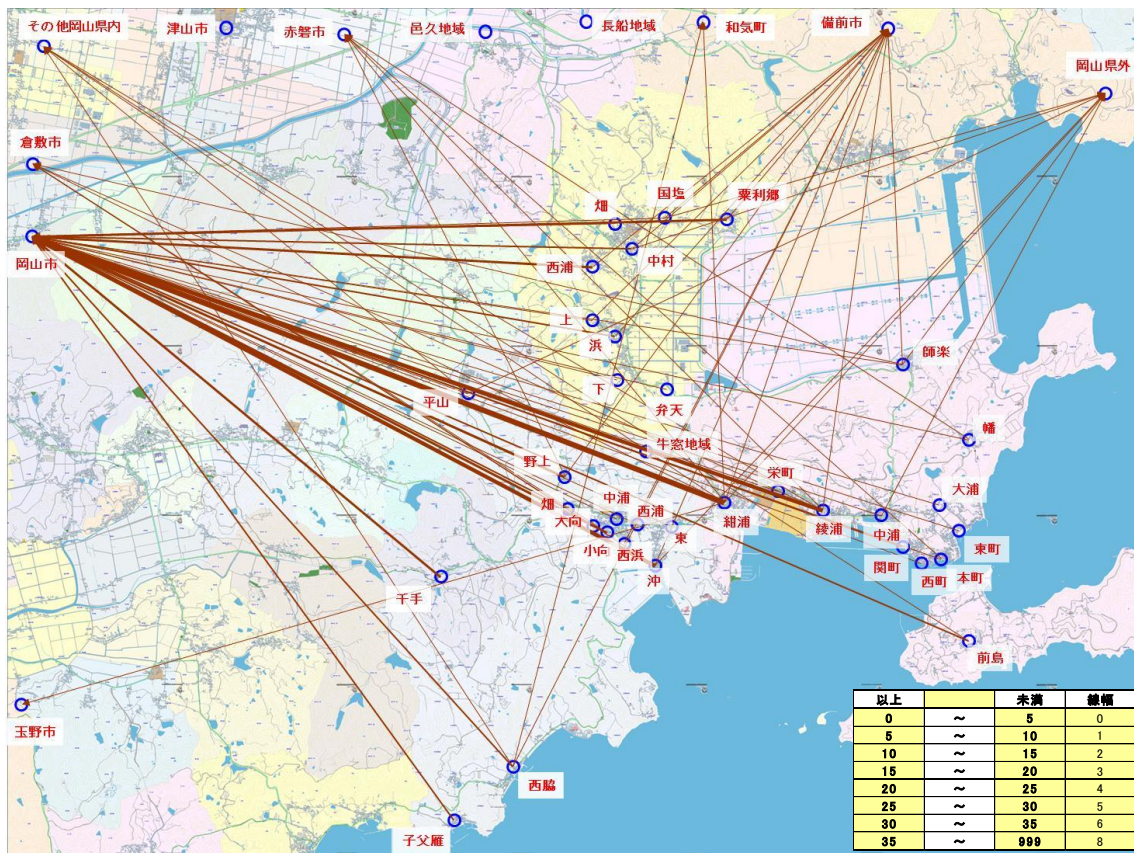 その他岡山県内
津山市
赤磐市
邑久地域
長船地域
和気町
備前市
岡山県外
倉敷市
岡山市
畑
国塩
粟利郷
西浦
中村
上
浜
下
弁天
師楽
平山
牛窓地域
幡
野上
栄町
大浦
畑
中浦
西浦
大向
小向
西浜
東
紺浦
綾浦
中浦
東町
関町
西町
本町
沖
千手
前島
玉野市
西脇
子父雁
以上 未満 線幅
0 ～ 5 0
5 ～ 10 1
10 ～ 15 2
15 ～ 20 3
20 ～ 25 4
25 ～ 30 5
30 ～ 35 6
35 ～ 999 8